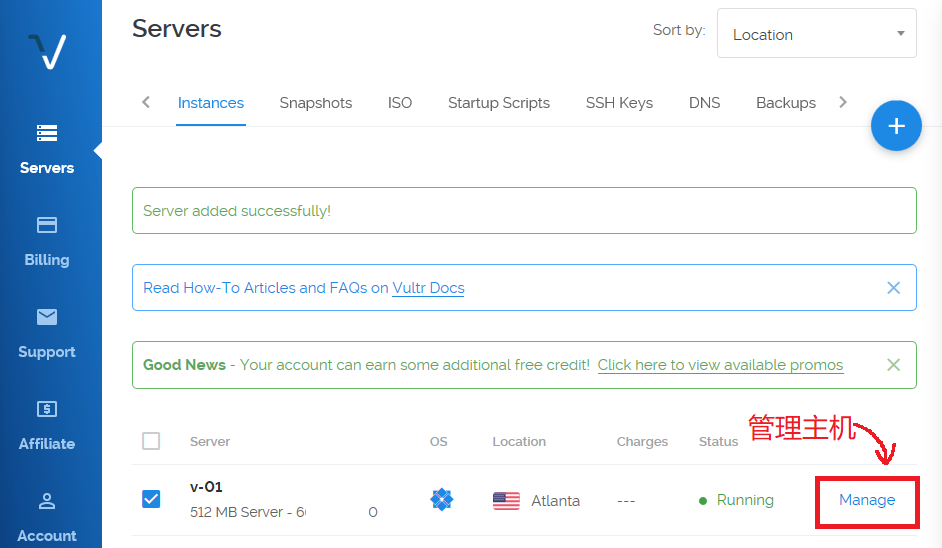 Servers
Sort by:
Location
Instances
Snapshots
ISO
Startup Scripts
SSH Keys
DNS
Backups
Servers
Server added successfully!
Billing
Read How-To Articles and FAQs on Vultr Docs
Support
Good News - Your account can earn some additional free credit! Click here to view available promos
Affiliate
管理主机
Server
OS
Location
Charges
Status
v-01
512 MB Server - 0
Atlanta
---
Running
Manage
Account